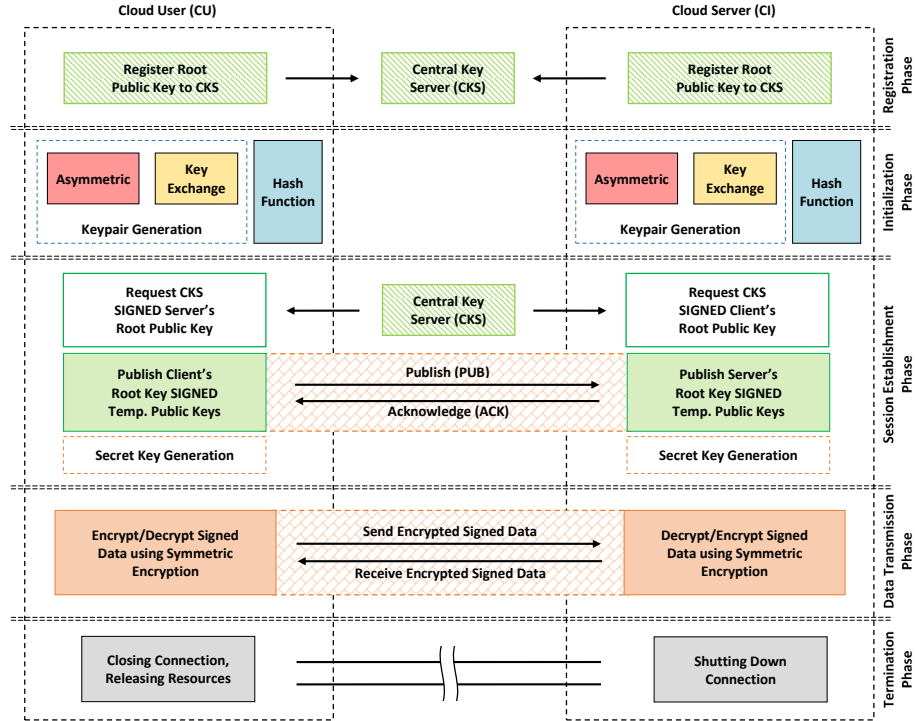 Cloud User (CU)
Cloud Server (CI)
Register Root
Public Key to CKS
Central Key
Server (CKS)
Register Root
Public Key to CKS
Registration
Phase
Asymmetric
Key
Exchange
Hash
Function
Keypair Generation
Asymmetric
Key
Exchange
Hash
Function
Keypair Generation
Initialization
Phase
Request CKS
SIGNED Server’s
Root Public Key
Central Key
Server (CKS)
Request CKS
SIGNED Client’s
Root Public Key
Publish Client’s
Root Key SIGNED
Temp. Public Keys
Publish (PUB)
Acknowledge (ACK)
Publish Server’s
Root Key SIGNED
Temp. Public Keys
Secret Key Generation
Secret Key Generation
Session Establishment
Phase
Encrypt/Decrypt Signed
Data using Symmetric
Encryption
Send Encrypted Signed Data
Receive Encrypted Signed Data
Decrypt/Encrypt Signed
Data using Symmetric
Encryption
Data Transmission
Phase
Closing Connection,
Releasing Resources
Shutting Down
Connection
Termination
Phase